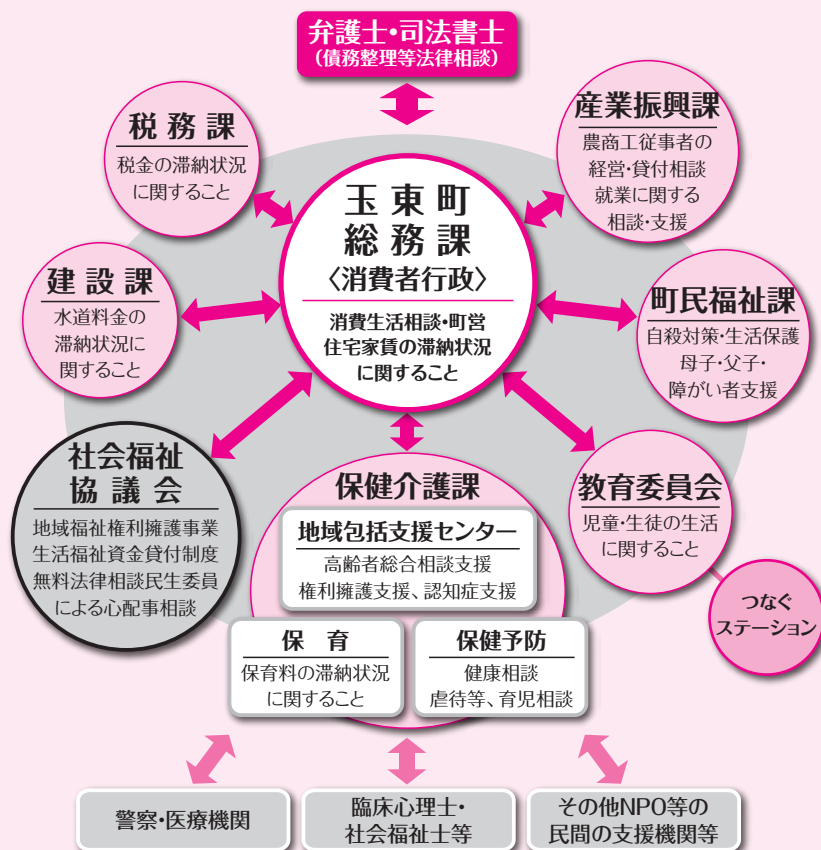 弁護士・司法書士
（債務整理等法律相談）
税務課
税金の滞納状況
に関すること
産業振興課
農商工従事者の
経営・貸付相談
就業に関する
相談・支援
玉東町
総務課
〈消費者行政〉
消費生活相談・町営
住宅家賃の滞納状況
に関すること
建設課
水道料金の
滞納状況に
関すること
町民福祉課
自殺対策・生活保護
母子・父子・
障がい者支援
社会福祉
協議会
地域福祉権利擁護事業
生活福祉資金貸付制度
無料法律相談民生委員
による心配事相談
保健介護課
地域包括支援センター
高齢者総合相談支援
権利擁護支援、認知症支援
保育
保育料の滞納状況
に関すること
保健予防
健康相談
虐待等、育児相談
教育委員会
児童・生徒の生活
に関すること
つなぐ
ステーション
警察・医療機関
臨床心理士・
社会福祉士等
その他NPO等の
民間の支援機関等